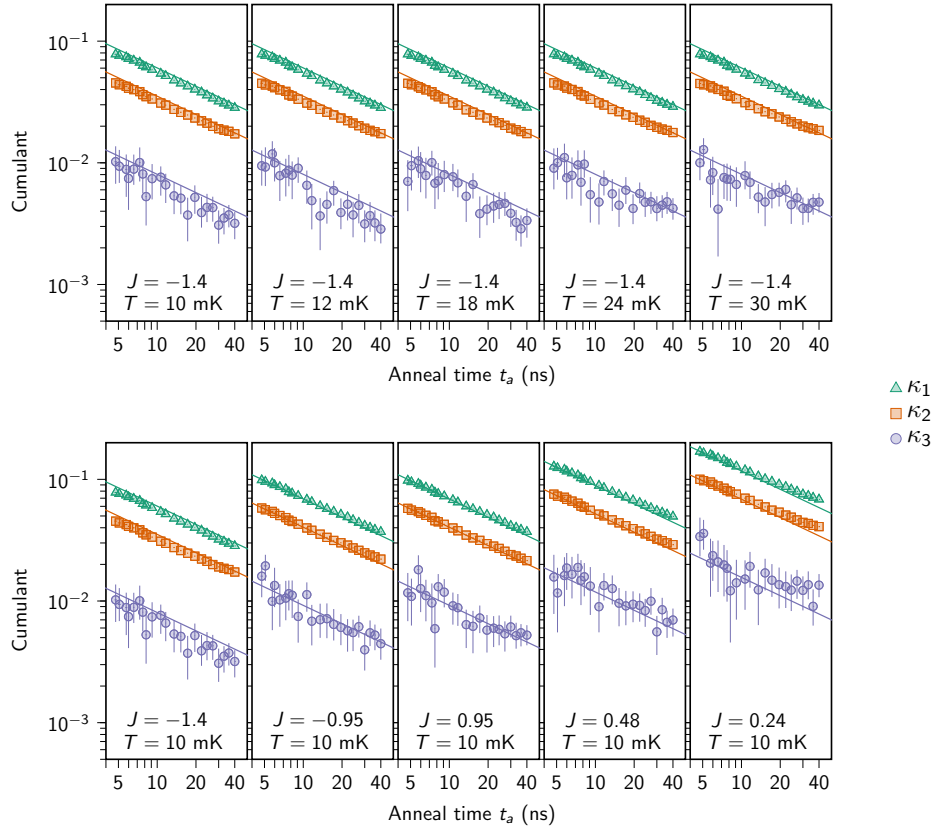 10⁻¹
10⁻²
10⁻³
Cumulant
J = −1.4
T = 10 mK
J = −1.4
T = 12 mK
J = −1.4
T = 18 mK
J = −1.4
T = 24 mK
J = −1.4
T = 30 mK
5 10 20 40 5 10 20 40 5 10 20 40 5 10 20 40 5 10 20 40
Anneal time tₐ (ns)
κ₁
κ₂
κ₃
10⁻¹
10⁻²
10⁻³
Cumulant
J = −1.4
T = 10 mK
J = −0.95
T = 10 mK
J = 0.95
T = 10 mK
J = 0.48
T = 10 mK
J = 0.24
T = 10 mK
5 10 20 40 5 10 20 40 5 10 20 40 5 10 20 40 5 10 20 40
Anneal time tₐ (ns)